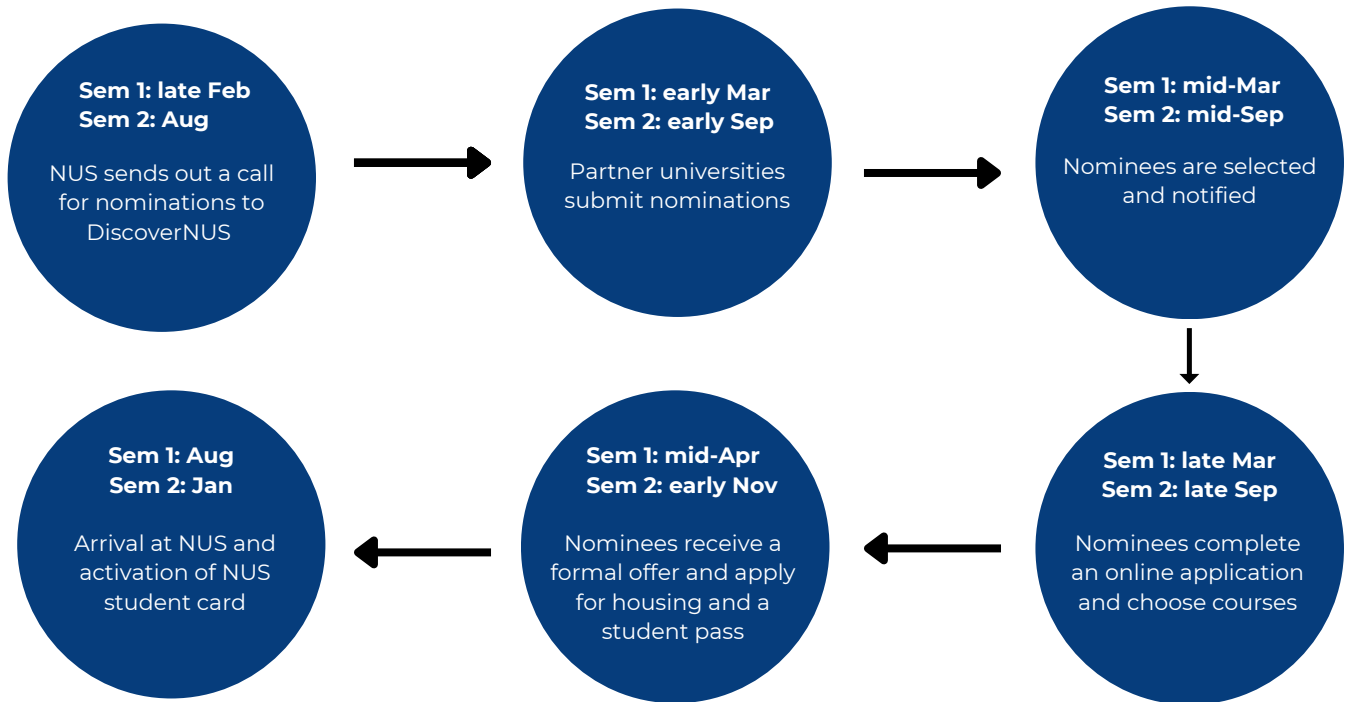 Sem 1: late Feb
Sem 2: Aug
NUS sends out a call
for nominations to
DiscoverNUS
Sem 1: early Mar
Sem 2: early Sep
Partner universities
submit nominations
Sem 1: mid-Mar
Sem 2: mid-Sep
Nominees are selected
and notified
Sem 1: late Mar
Sem 2: late Sep
Nominees complete
an online application
and choose courses
Sem 1: mid-Apr
Sem 2: early Nov
Nominees receive a
formal offer and apply
for housing and a
student pass
Sem 1: Aug
Sem 2: Jan
Arrival at NUS and
activation of NUS
student card